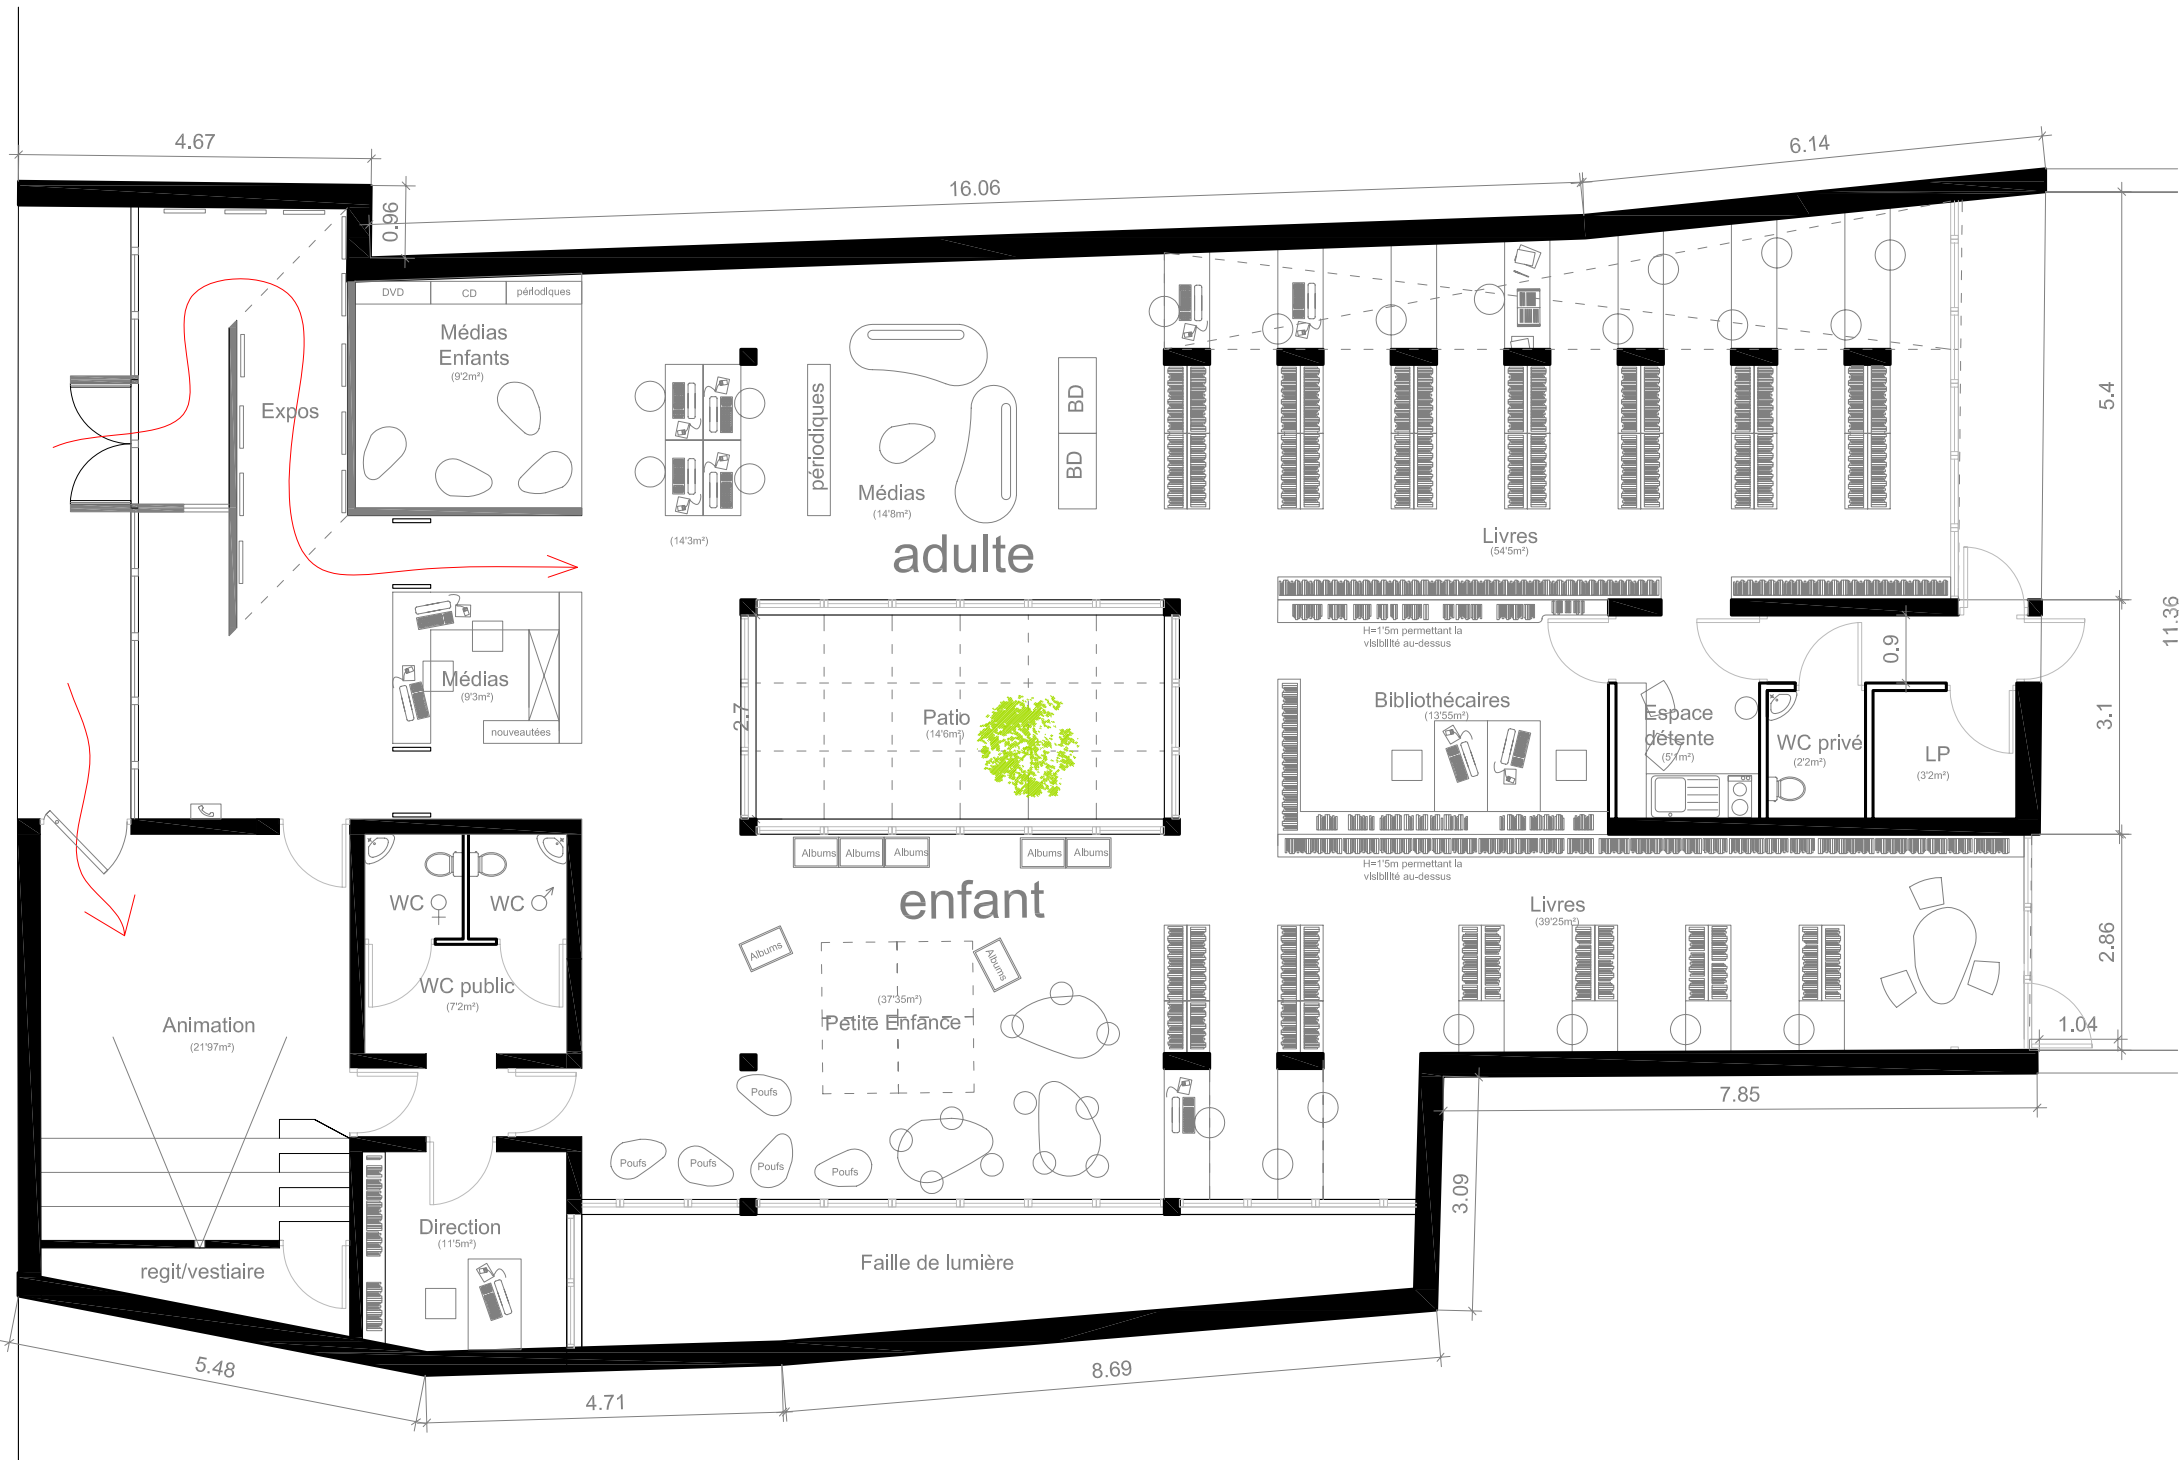 4.67
0.96
16.06
6.14
DVD
CD
périodiques
Médias
Enfants
(9'2m²)
Expos
(14'3m²)
périodiques
Médias
(14'8m²)
BD
BD
adulte
Livres
(54'5m²)
5.4
11.36
H=1'5m permettant la
visibilité au-dessus
Médias
(9'3m²)
nouveautées
2.7
Patio
(14'6m²)
Bibliothécaires
(13'55m²)
Espace
détente
(5'1m²)
0.9
WC privé
(2'2m²)
LP
(3'2m²)
3.1
Albums
Albums
Albums
Albums
Albums
H=1'5m permettant la
visibilité au-dessus
WC
WC
enfant
Livres
(39'25m²)
2.86
Albums
Albums
WC public
(7'2m²)
(37'35m²)
Petite Enfance
Animation
(21'97m²)
1.04
Poufs
Poufs
Poufs
Poufs
Poufs
7.85
3.09
Direction
(11'5m²)
regit/vestiaire
Faille de lumière
5.48
4.71
8.69